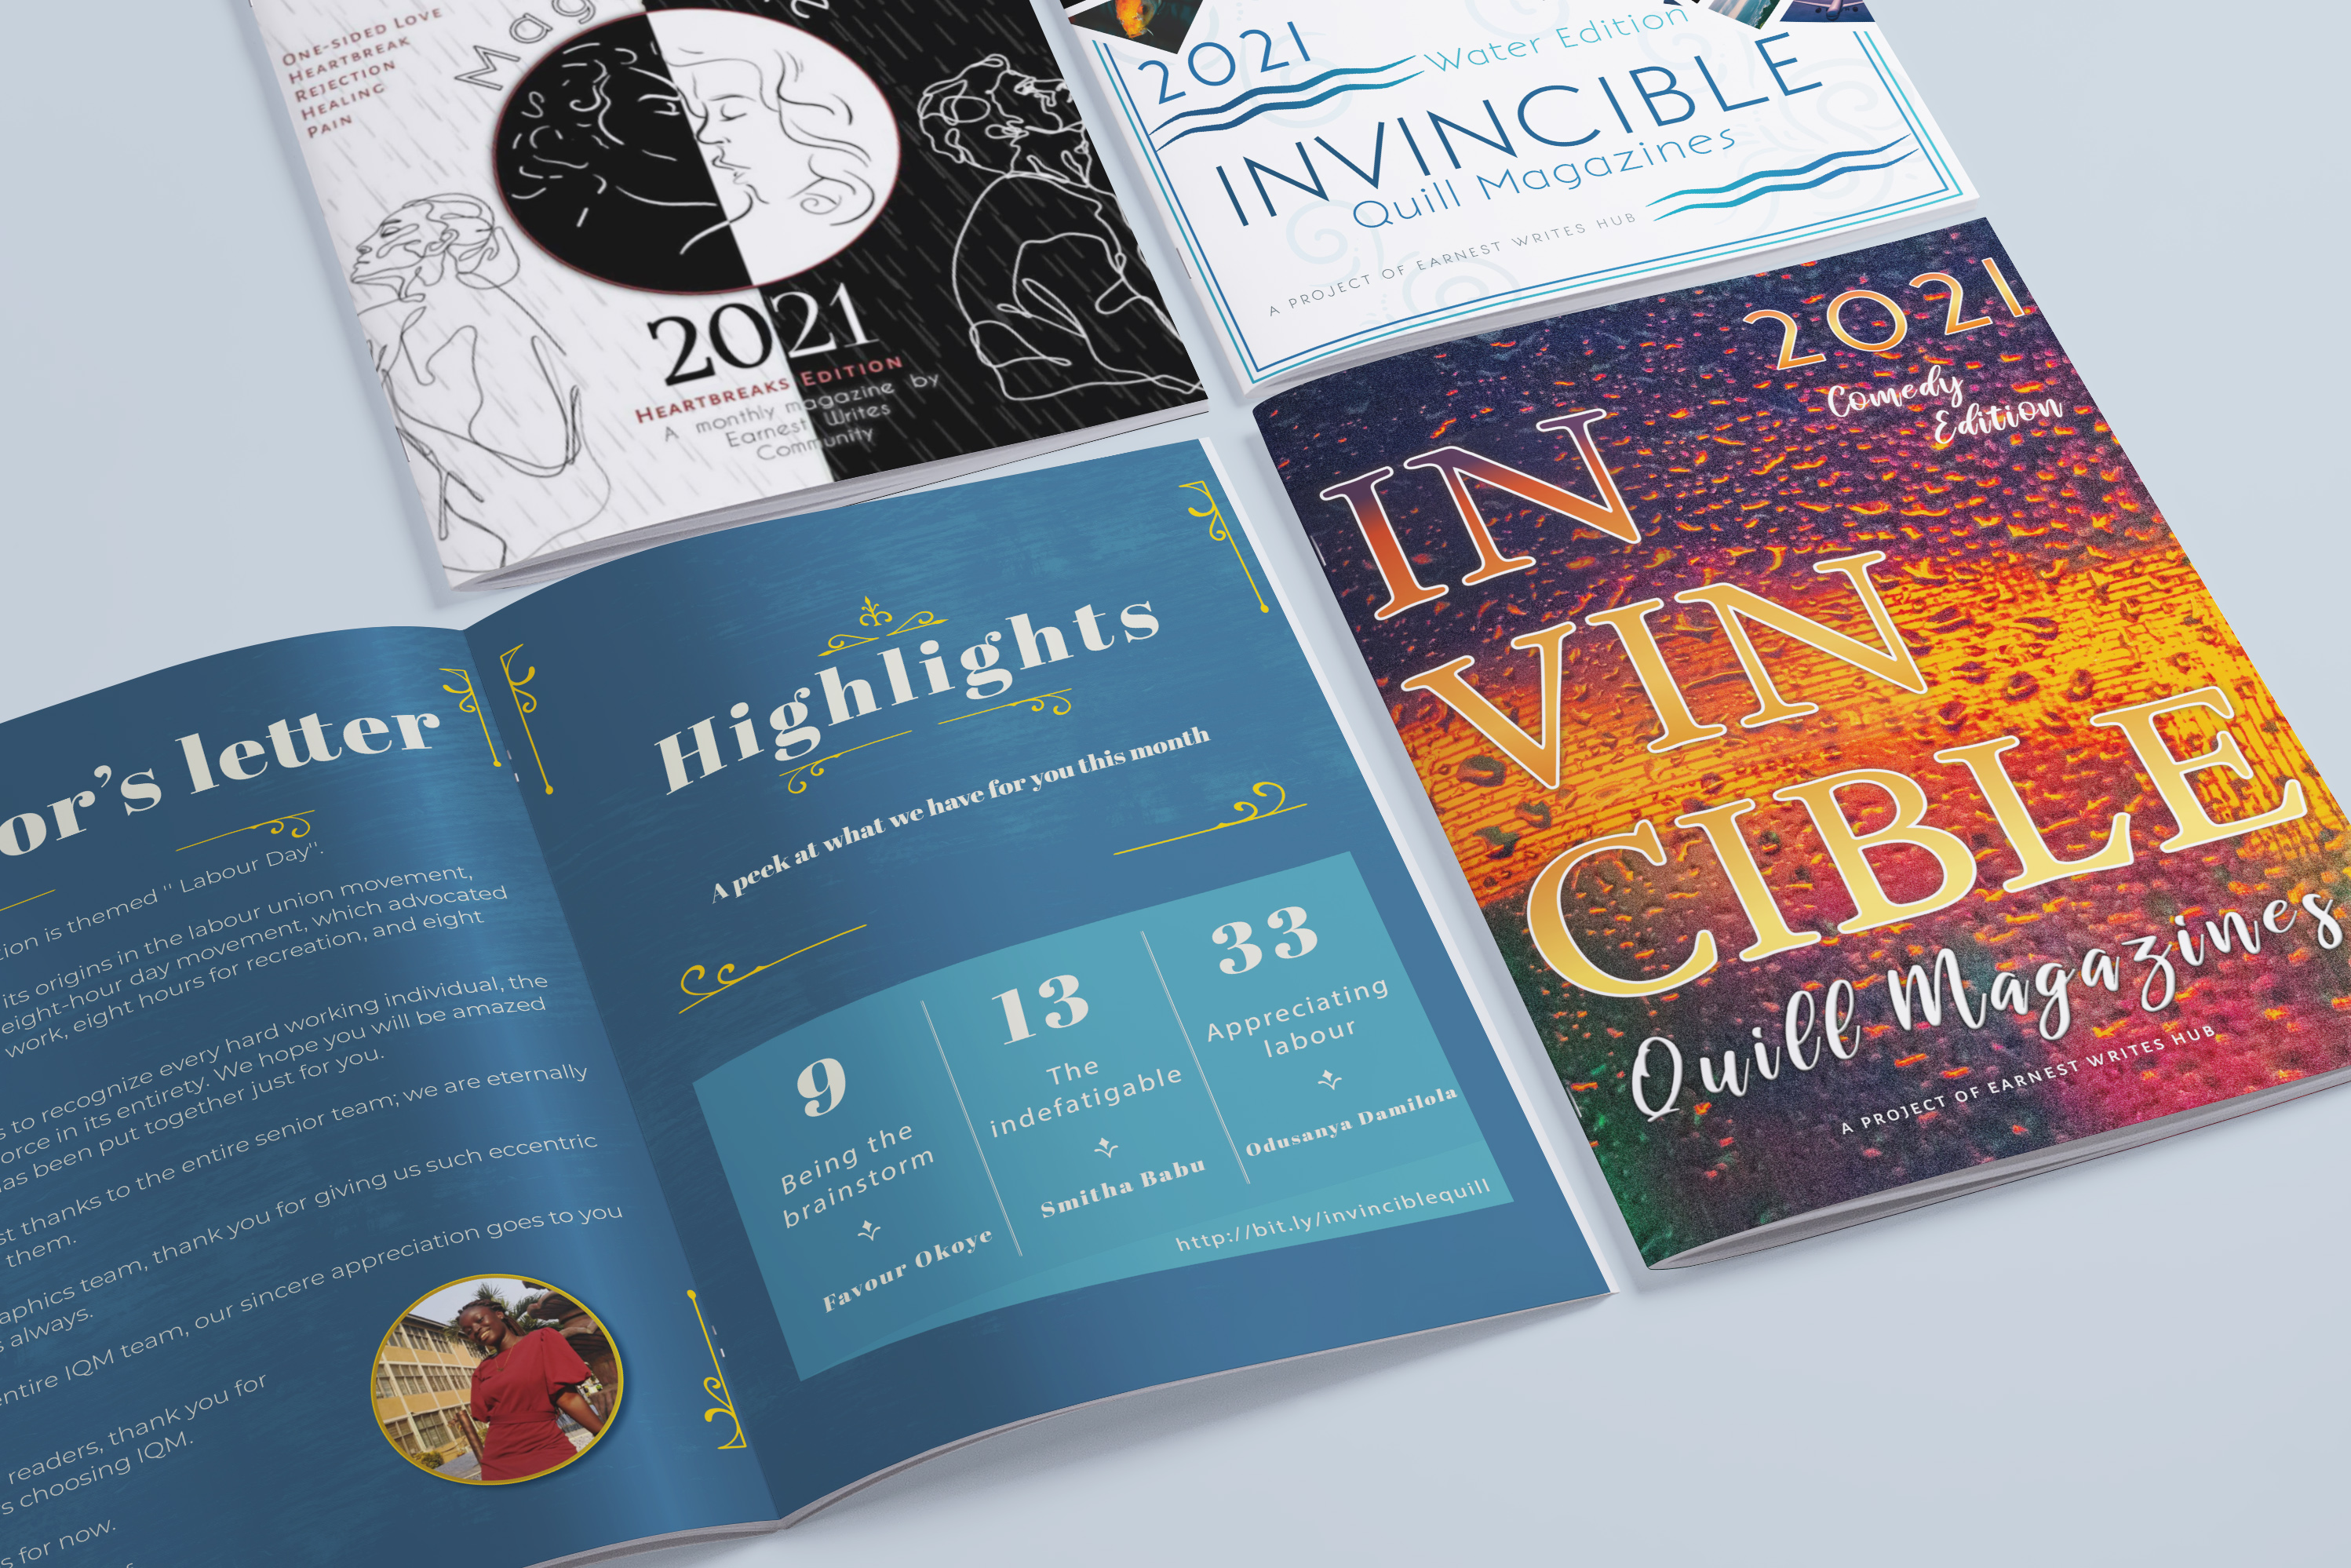 ONE-SIDED LOVE
HEARTBREAK
REJECTION
HEALING
PAIN
Mag
2021
HEARTBREAKS EDITION
A monthly magazine by
Earnest Writes
Community
2021
Water Edition
INVINCIBLE
Quill Magazines
A PROJECT OF EARNEST WRITES HUB
2021
Comedy
Edition
IN
VIN
CIBLE
Quill Magazines
A PROJECT OF EARNEST WRITES HUB
or's letter
is themed " Labour Day".
its origins in the labour union movement,
eight-hour day movement, which advocated
work, eight hours for recreation, and eight
to recognize every hard working individual, the
in its entirety. We hope you will be amazed
been put together just for you.
thanks to the entire senior team; we are eternally
them.
team, thank you for giving us such eccentric
always.
entire IQM team, our sincere appreciation goes to you
readers, thank you for
choosing IQM.
for now.
Highlights
A peek at what we have for you this month
9
Being the
brainstorm
Favour Okoye
13
The
indefatigable
Smitha Babu
33
Appreciating
labour
Odusanya Damilola
http://bit.ly/invinciblequill